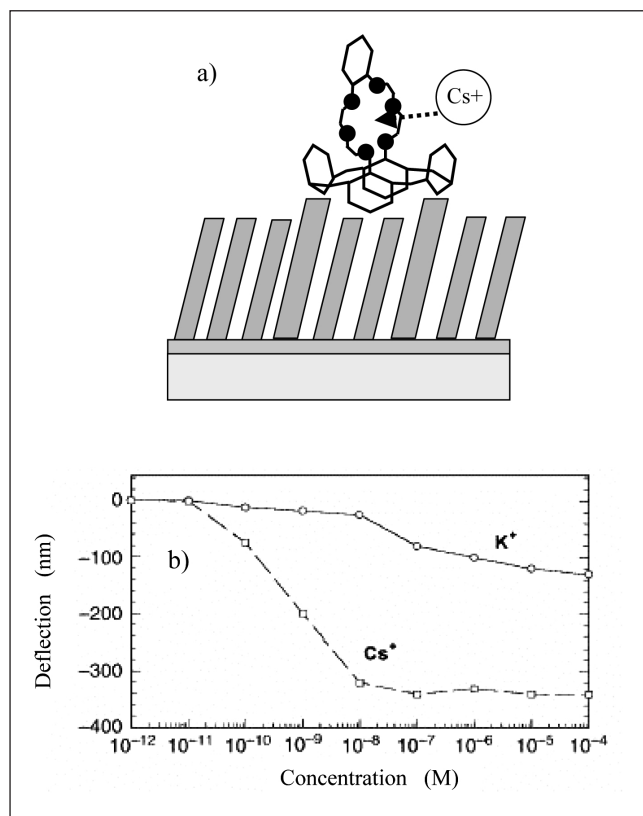 a)
Cs+
0
-100
-200
-300
-400
b)
K⁺
Cs⁺
Deflection (nm)
10⁻¹² 10⁻¹¹ 10⁻¹⁰ 10⁻⁹ 10⁻⁸ 10⁻⁷ 10⁻⁶ 10⁻⁵ 10⁻⁴
Concentration (M)